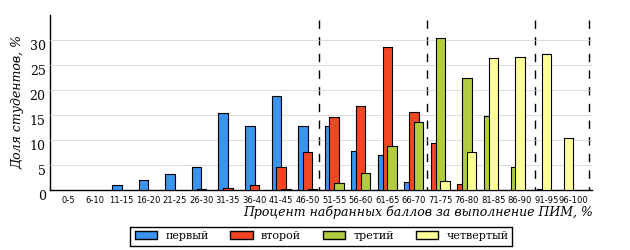 Доля студентов, %
30
25
20
15
10
5
0
0-5 6-10 11-15 16-20 21-25 26-30 31-35 36-40 41-45 46-50 51-55 56-60 61-65 66-70 71-75 76-80 81-85 86-90 91-95 96-100
Процент набранных баллов за выполнение ПИМ, %
первый второй третий четвертый